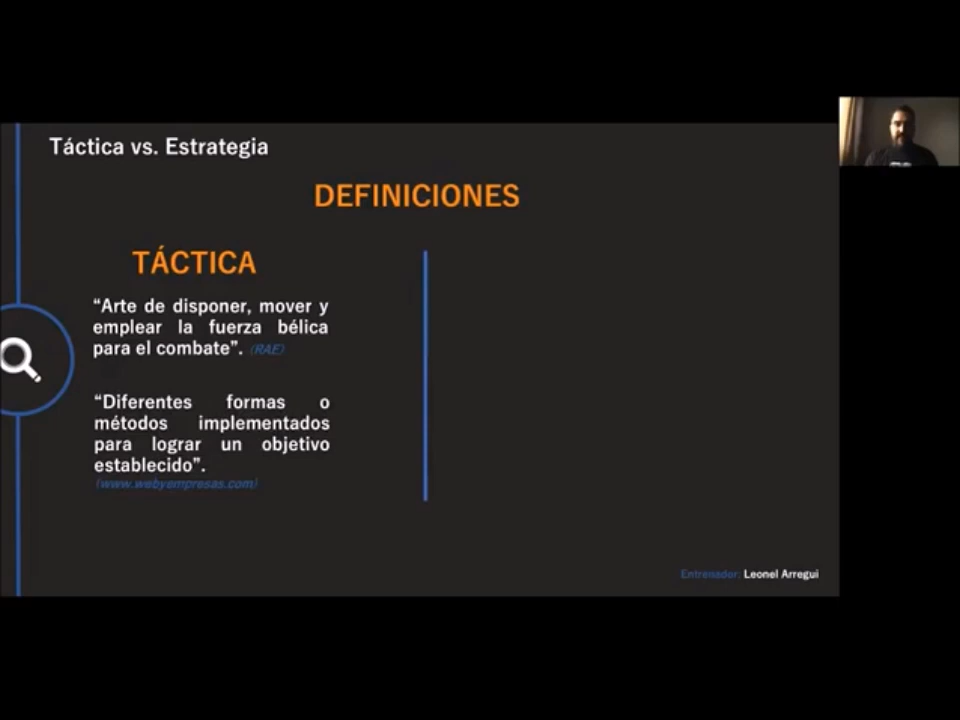 Táctica vs. Estrategia
DEFINICIONES
TÁCTICA
“Arte de disponer, mover y
emplear la fuerza bélica
para el combate”. (RAE)
“Diferentes formas o
métodos implementados
para lograr un objetivo
establecido”.
(www.webyempresas.com)
Entrenador: Leonel Arregui